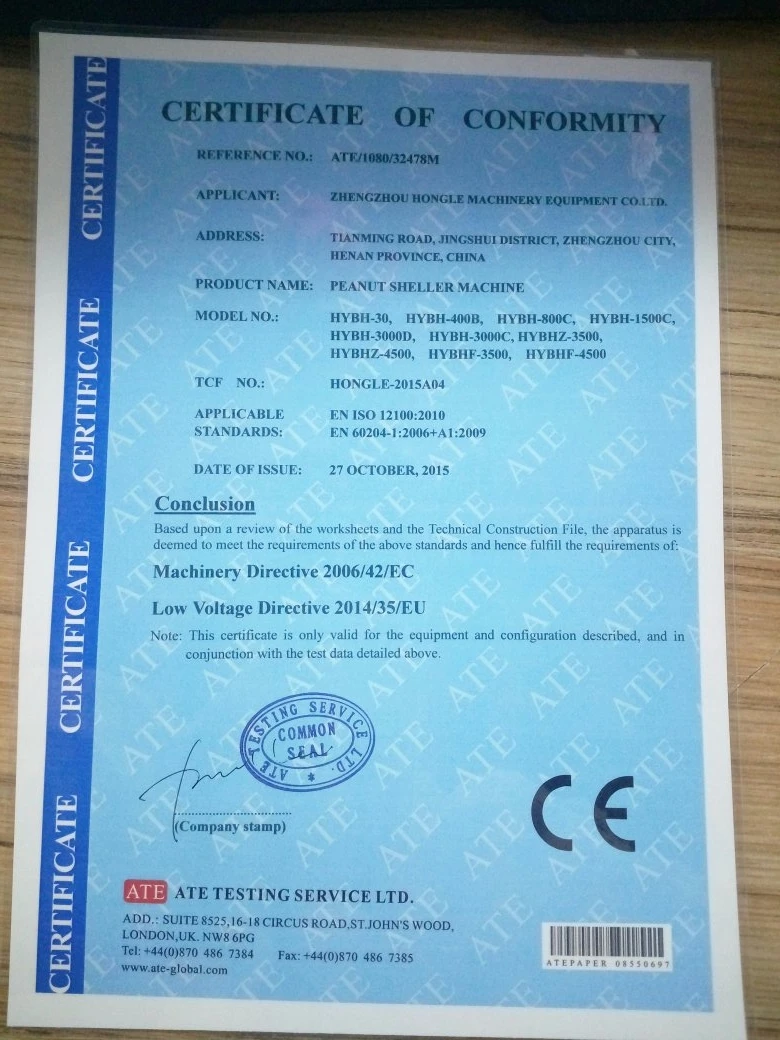 CERTIFICATE OF CONFORMITY
REFERENCE NO.: ATE/1080/32478M
APPLICANT: ZHENGZHOU HONGLE MACHINERY EQUIPMENT CO.LTD.
ADDRESS: TIANMING ROAD, JINGSHUI DISTRICT, ZHENGZHOU CITY,
HENAN PROVINCE, CHINA
PRODUCT NAME: PEANUT SHELLER MACHINE
MODEL NO.: HYBH-30, HYBH-400B, HYBH-800C, HYBH-1500C,
HYBH-3000D, HYBH-3000C, HYBHZ-3500,
HYBHZ-4500, HYBHF-3500, HYBHF-4500
TCF NO.: HONGLE-2015A04
APPLICABLE EN ISO 12100:2010
STANDARDS: EN 60204-1:2006+A1:2009
DATE OF ISSUE: 27 OCTOBER, 2015
Conclusion
Based upon a review of the worksheets and the Technical Construction File, the apparatus is
deemed to meet the requirements of the above standards and hence fulfill the requirements of:
Machinery Directive 2006/42/EC
Low Voltage Directive 2014/35/EU
Note: This certificate is only valid for the equipment and configuration described, and in
conjunction with the test data detailed above.
ATE TESTING SERVICE LTD.
COMMON
SEAL
(Company stamp)
CE
ATE ATE TESTING SERVICE LTD.
ADD.: SUITE 8525,16-18 CIRCUS ROAD,ST.JOHN'S WOOD,
LONDON,UK. NW8 6PG
Tel: +44(0)870 486 7384 Fax: +44(0)870 486 7385
www.ate-global.com
ATEPAPER 08550697
CERTIFICATE
CERTIFICATE
CERTIFICATE
CERTIFICATE